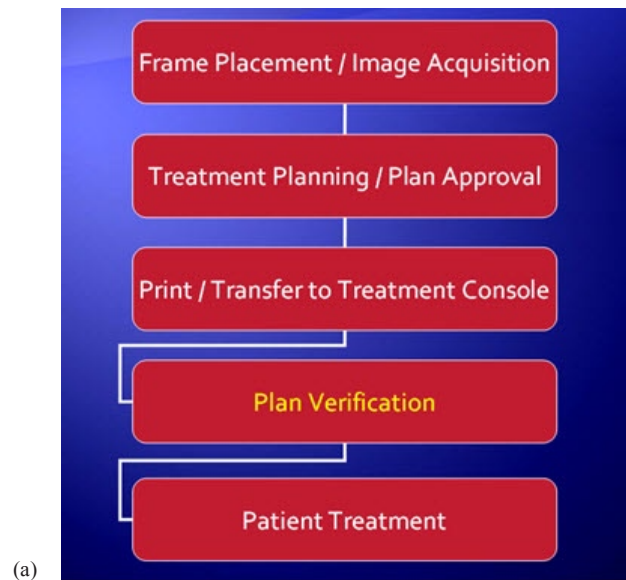 Frame Placement / Image Acquisition
Treatment Planning / Plan Approval
Print / Transfer to Treatment Console
Plan Verification
Patient Treatment
(a)